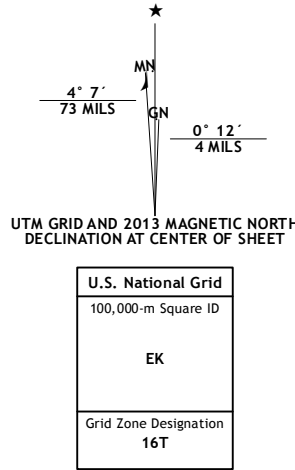 MN
4° 7´
73 MILS
GN
0° 12´
4 MILS
UTM GRID AND 2013 MAGNETIC NORTH
DECLINATION AT CENTER OF SHEET
U.S. National Grid
100,000-m Square ID
EK
Grid Zone Designation
16T